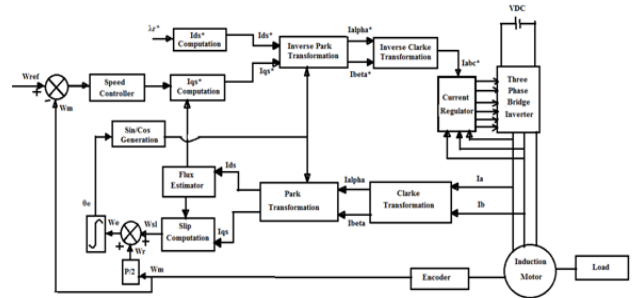 VDC
λr*
Ids*
Computation
Ids*
Inverse Park
Transformation
Ialpha*
Ibeta*
Inverse Clarke
Transformation
Iabc*
Three
Phase
Bridge
Inverter
Wref
+
-
Wm
Speed
Controller
Iqs*
Computation
Iqs*
Current
Regulator
Sin/Cos
Generation
Flux
Estimator
Ids
Park
Transformation
Ialpha
Ibeta
Clarke
Transformation
Ia
Ib
θe
∫
We
Wsl
+
+
Wr
Slip
Computation
Iqs
P/2
Wm
Encoder
Induction
Motor
Load